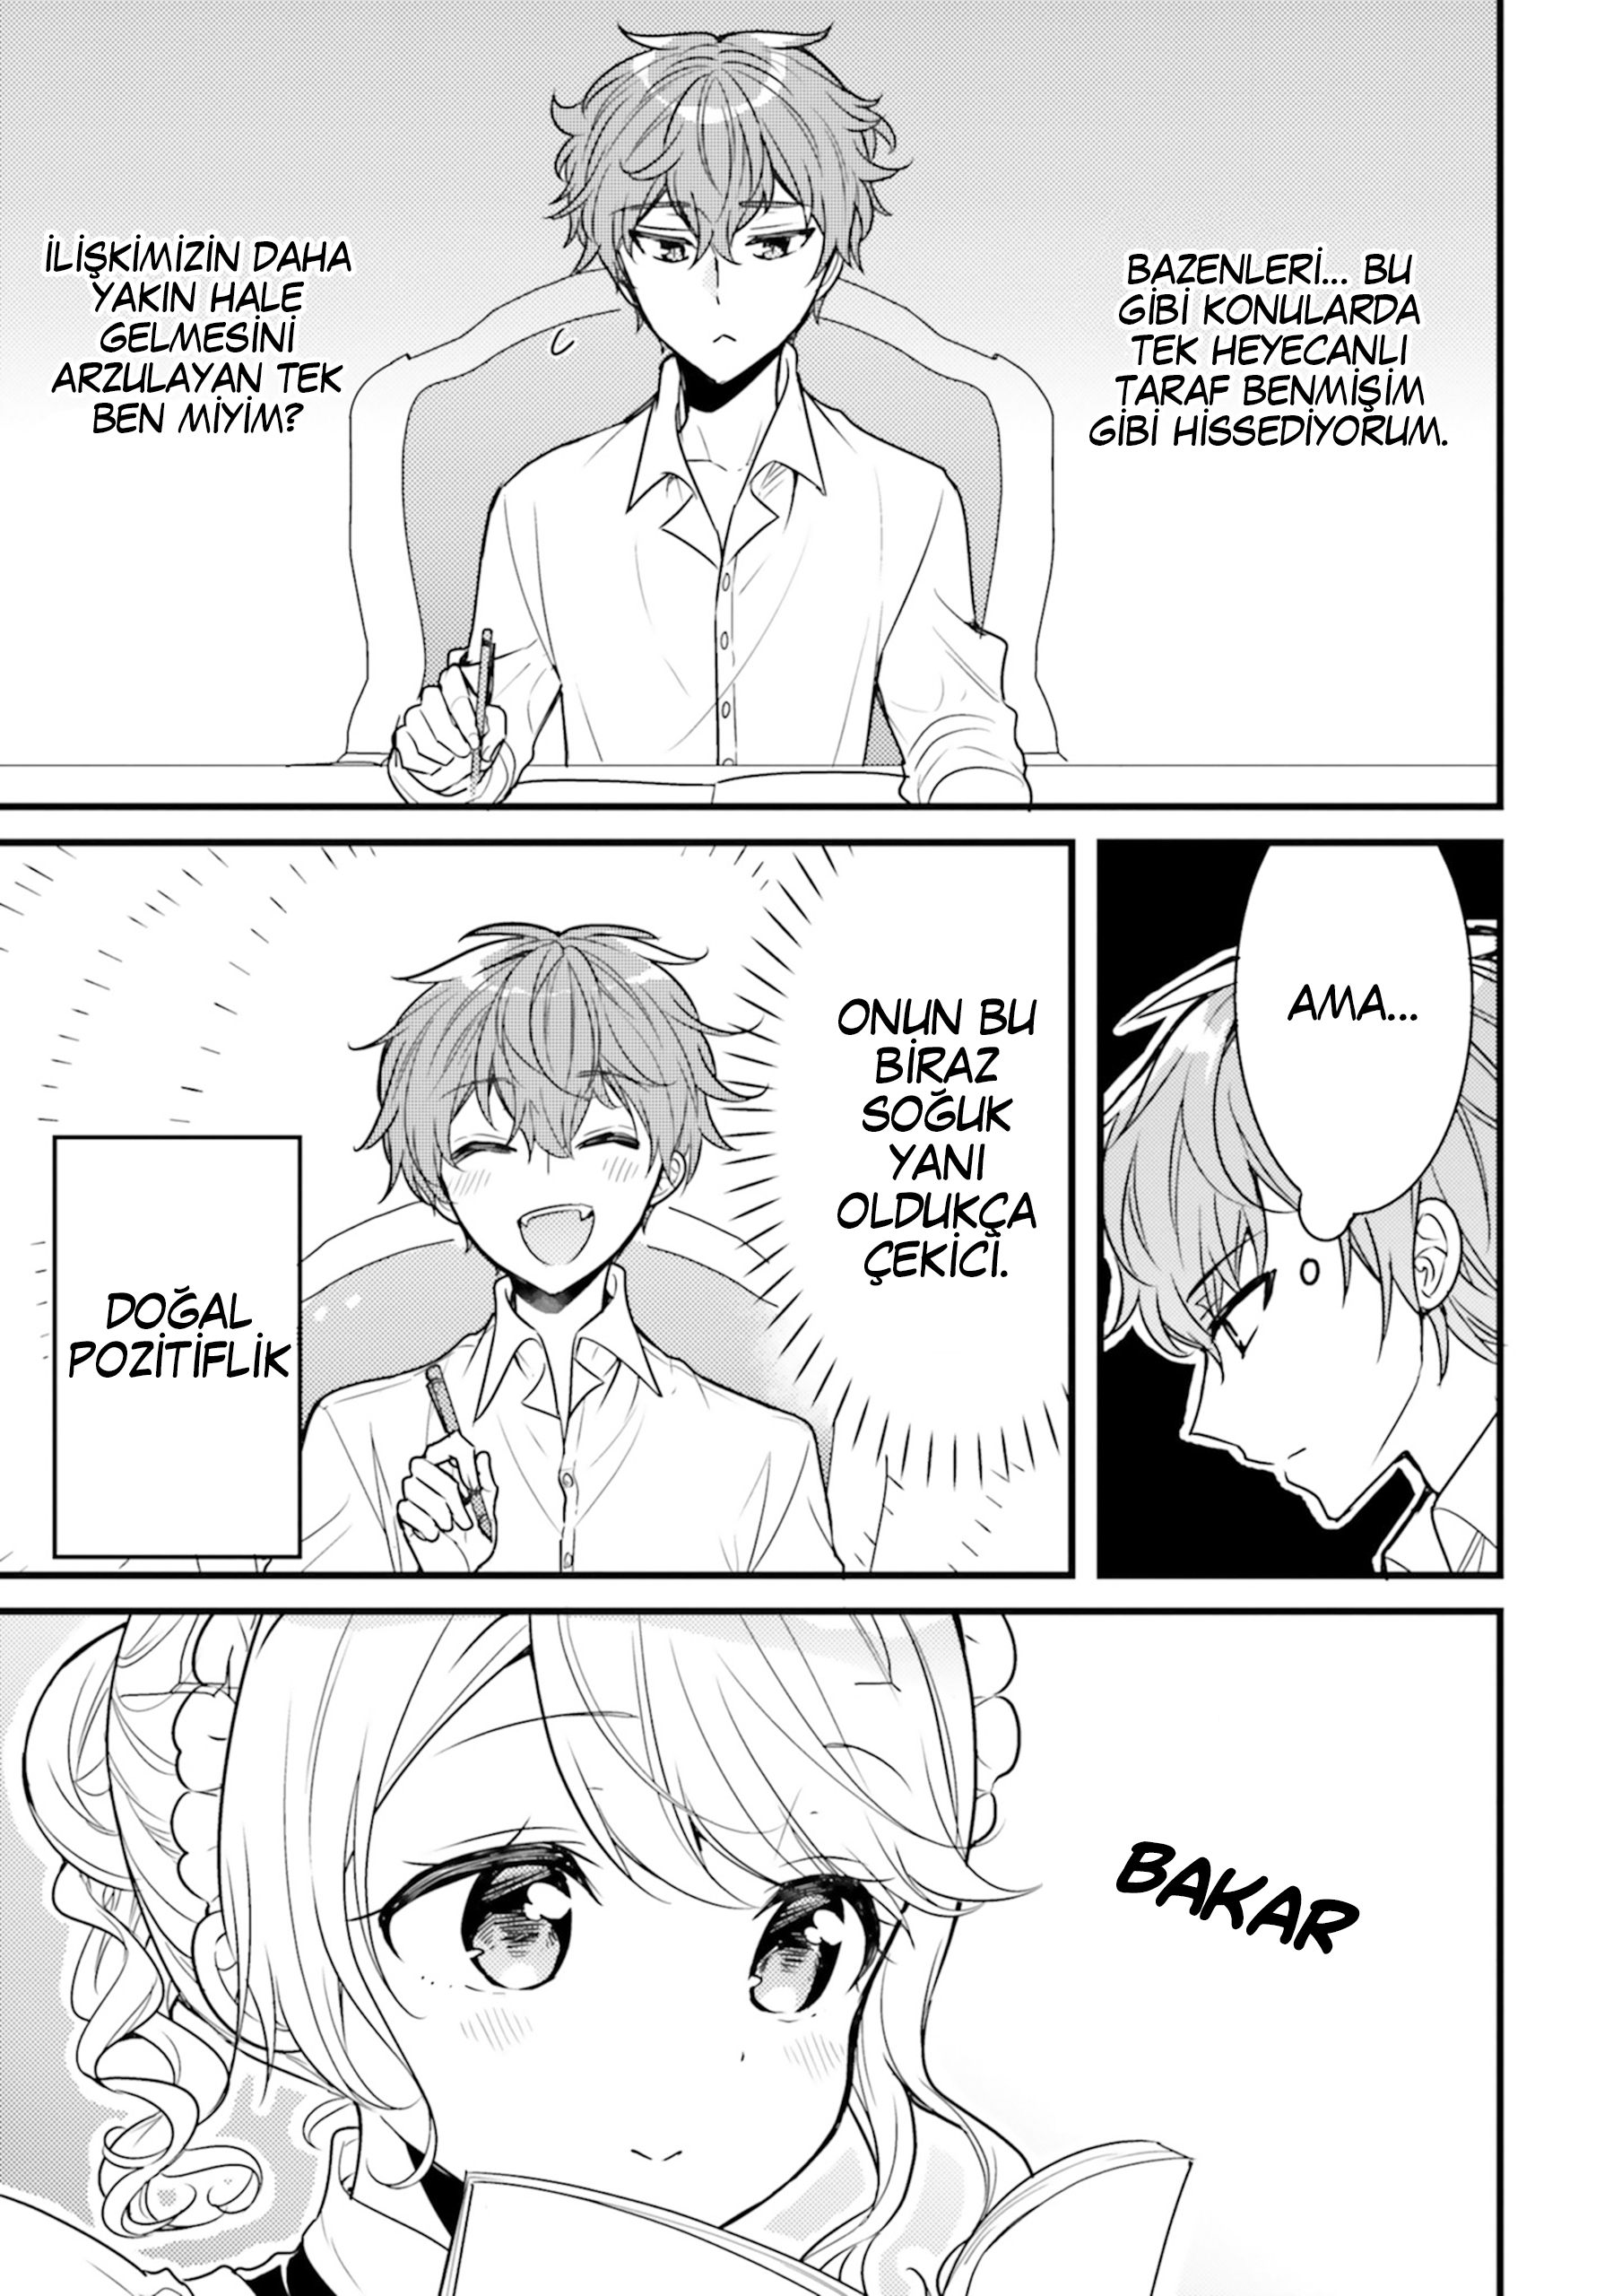 BAZENLERİ... BU
GİBİ KONULARDA
TEK HEYECANLI
TARAF BENMİŞİM
GİBİ HİSSEDİYORUM.
İLİŞKİMİZİN DAHA
YAKIN HALE
GELMESİNİ
ARZULAYAN TEK
BEN MİYİM?
AMA...
ONUN BU
BİRAZ
SOĞUK
YANI
OLDUKÇA
ÇEKİCİ.
DOĞAL
POZİTİFLİK
BAKAR